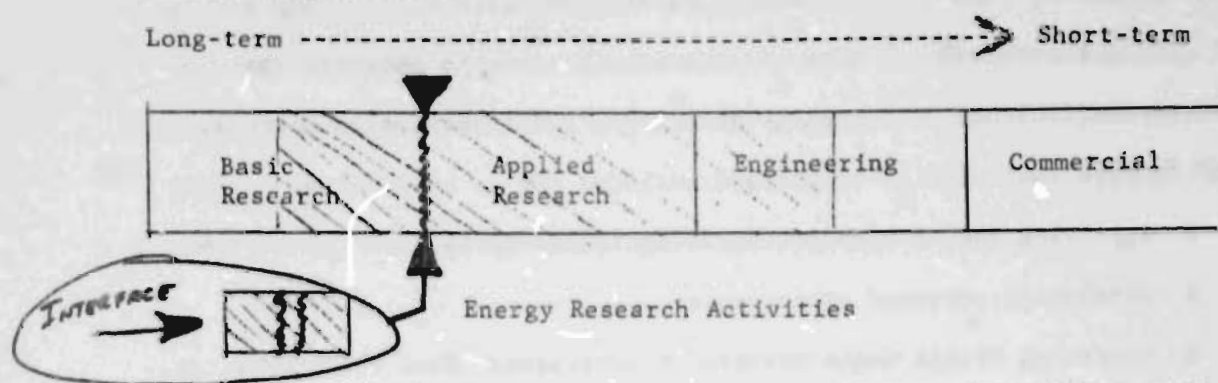 Long-term
Short-term
Basic
Research
Applied
Research
Engineering
Commercial
INTERFACE
Energy Research Activities